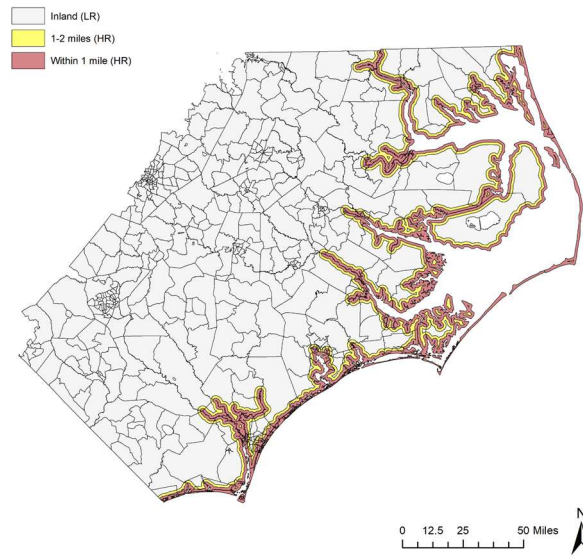 Inland (LR)
1-2 miles (HR)
Within 1 mile (HR)
N
0 12.5 25 50 Miles